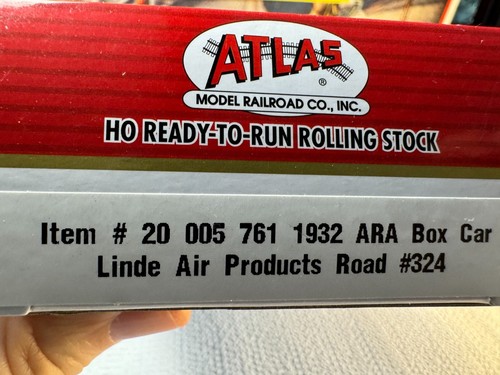 ATLAS
®
MODEL RAILROAD CO., INC.
HO READY-TO-RUN ROLLING STOCK
Item # 20 005 761 1932 ARA Box Car
Linde Air Products Road #324